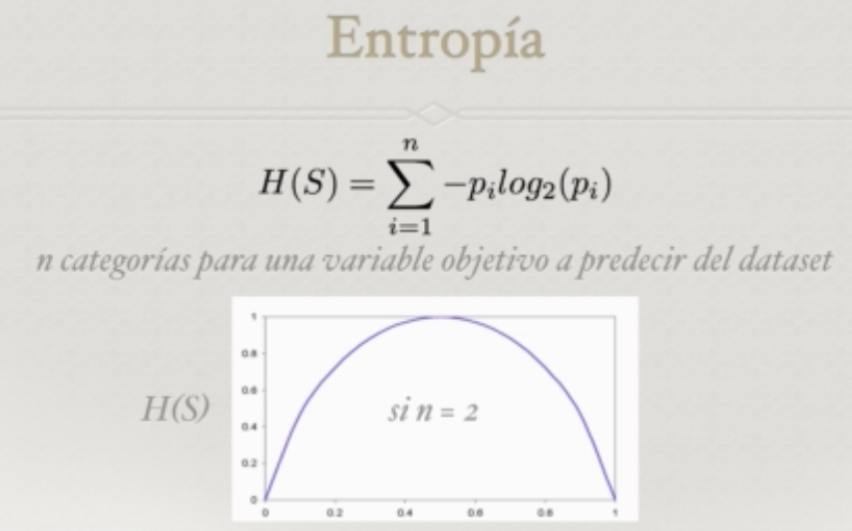 Entropía
H(S) = \sum_{i=1}^{n} -p_i log_2(p_i)
n categorías para una variable objetivo a predecir del dataset
H(S)
si n = 2
1
0.8
0.6
0.4
0.2
0
0 0.2 0.4 0.6 0.8 1